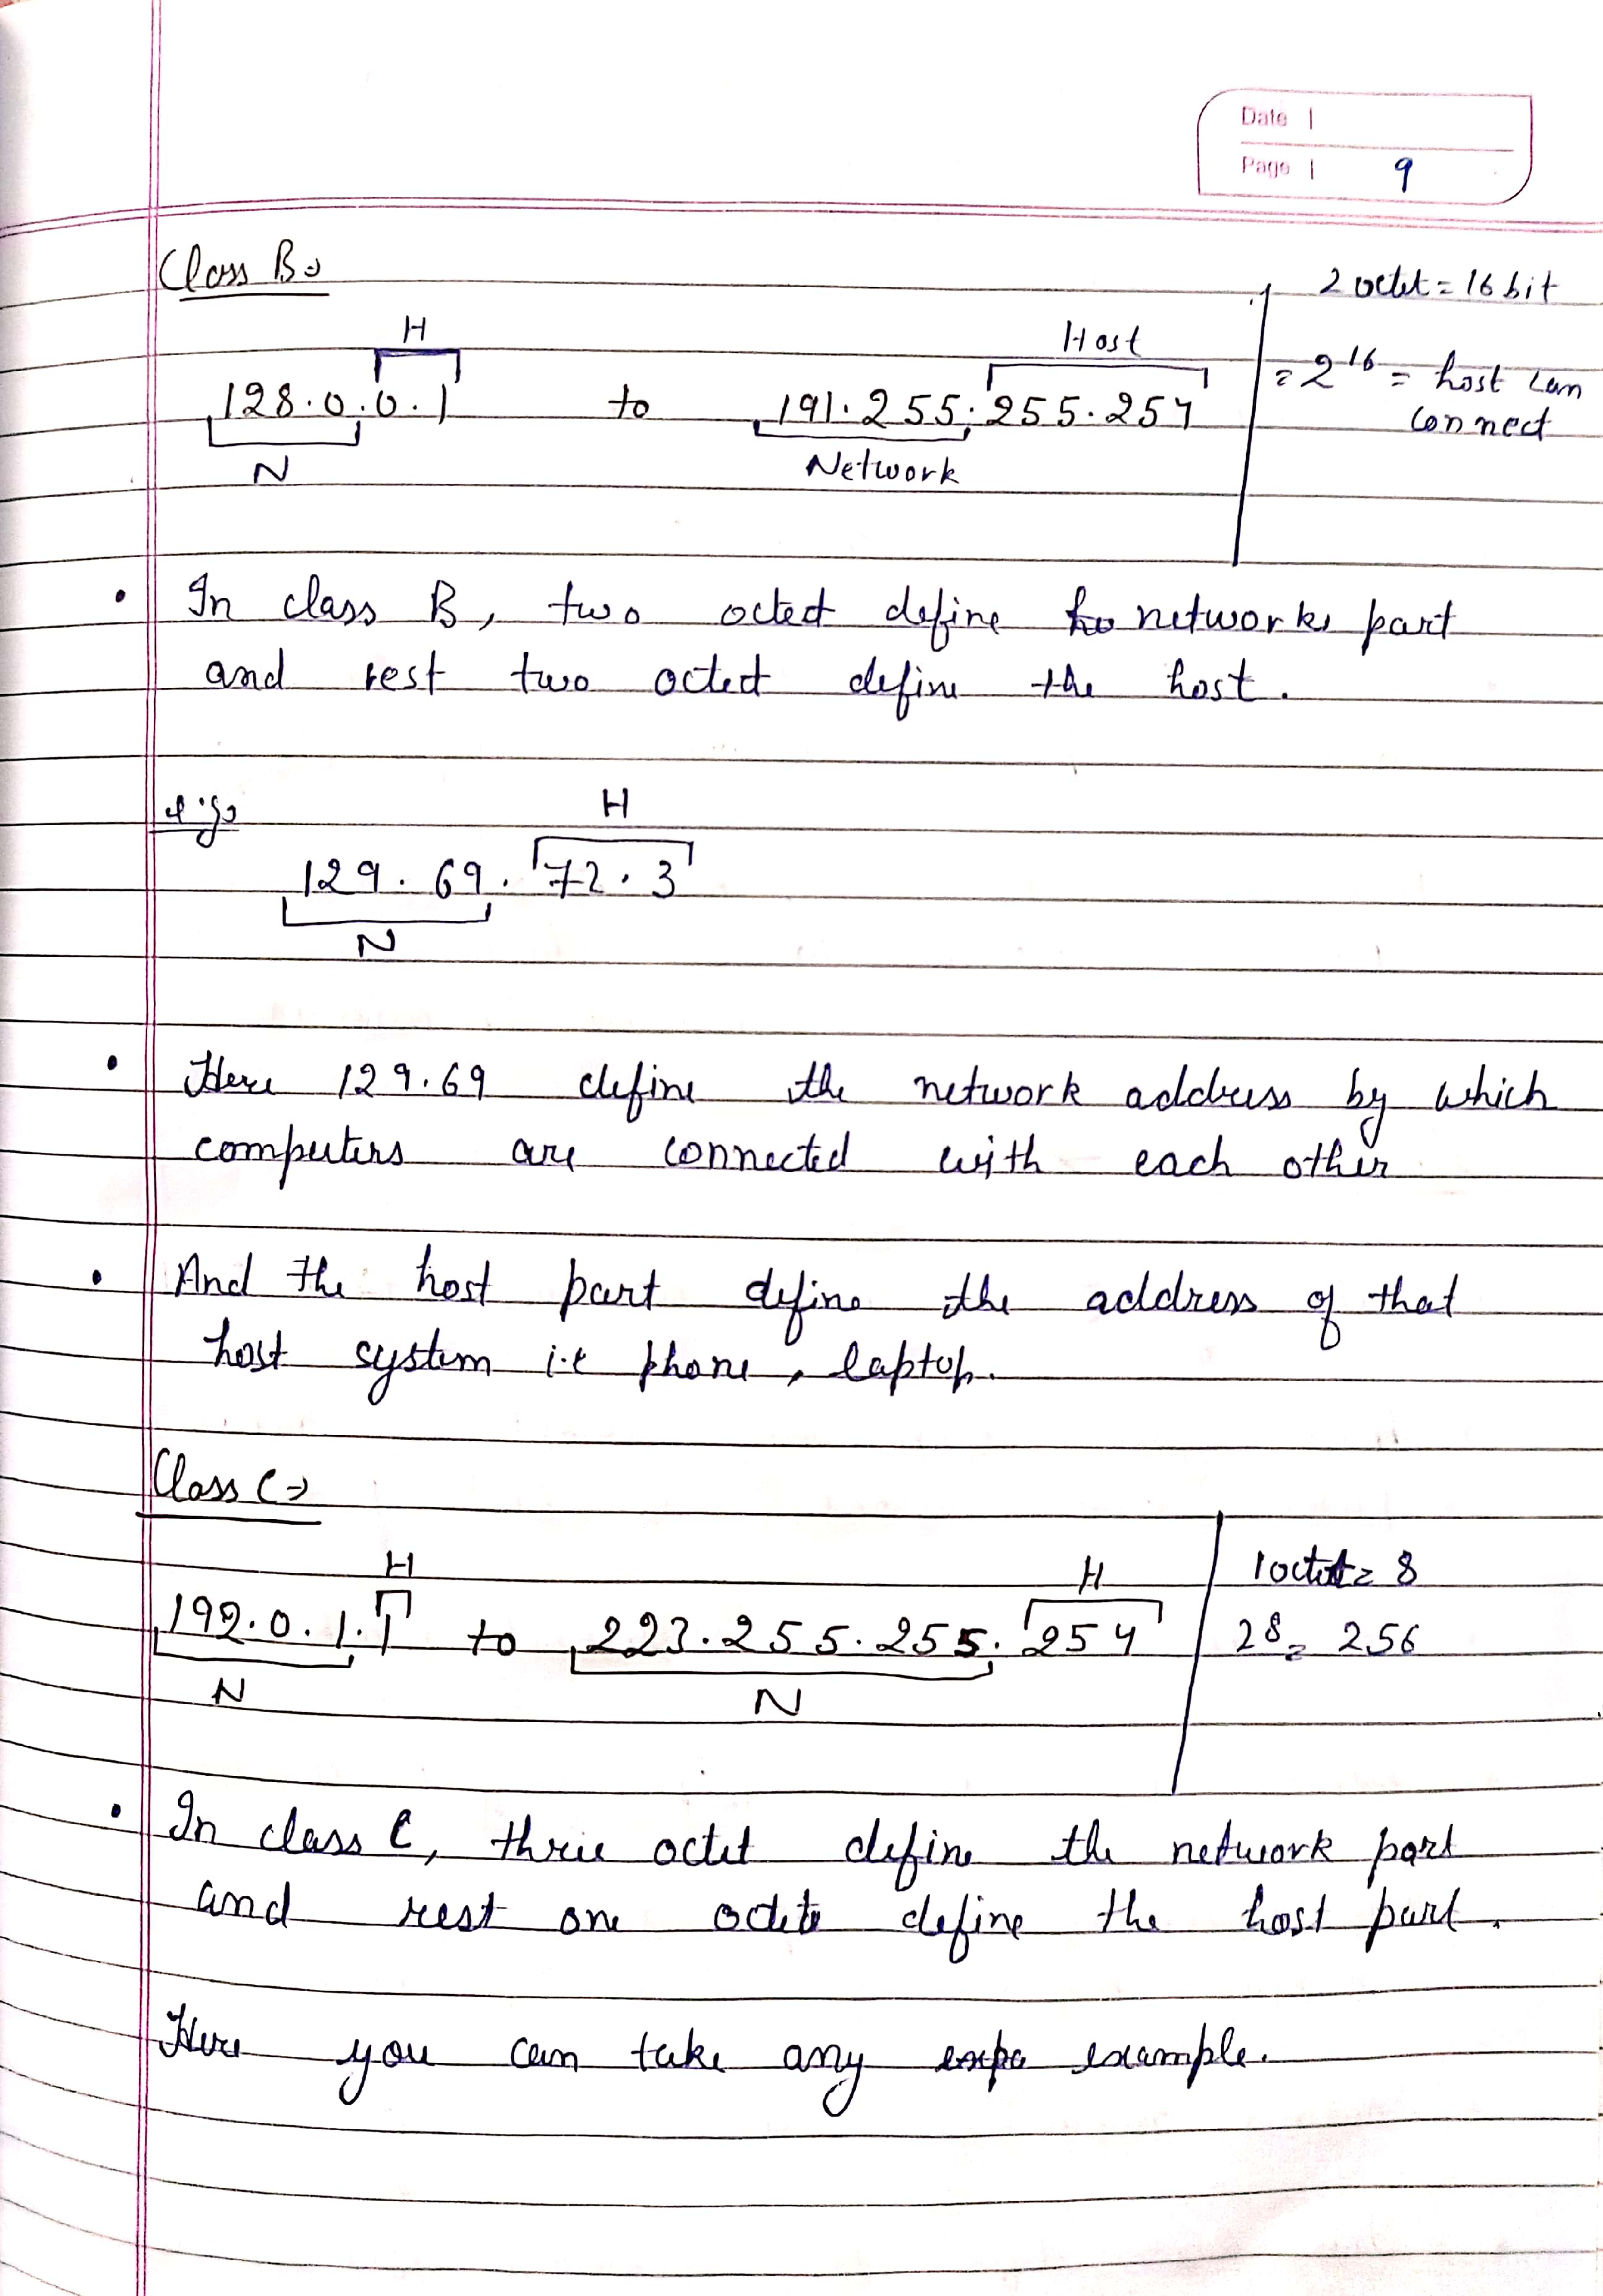 Date
Page 9
Class B⇒
2 octet = 16 bit
H
Host
= 2^16 = host can
connect
128.0.0.1 to 191.255.255.254
N
Network
• In class B, two octed define networks part
and rest two octed define the host.
e.g⇒
H
129.69.72.3
N
• Here 129.69 define the network address by which
computers are connected with each other
• And the host part define the address of that
host system i.e phone, laptop.
Class C⇒
H
H
1 octet = 8
192.0.1.1 to 223.255.255.254
2^8 = 256
N
N
• In class C, three octet define the network part
and rest one octet define the host part.
Here you can take any example.